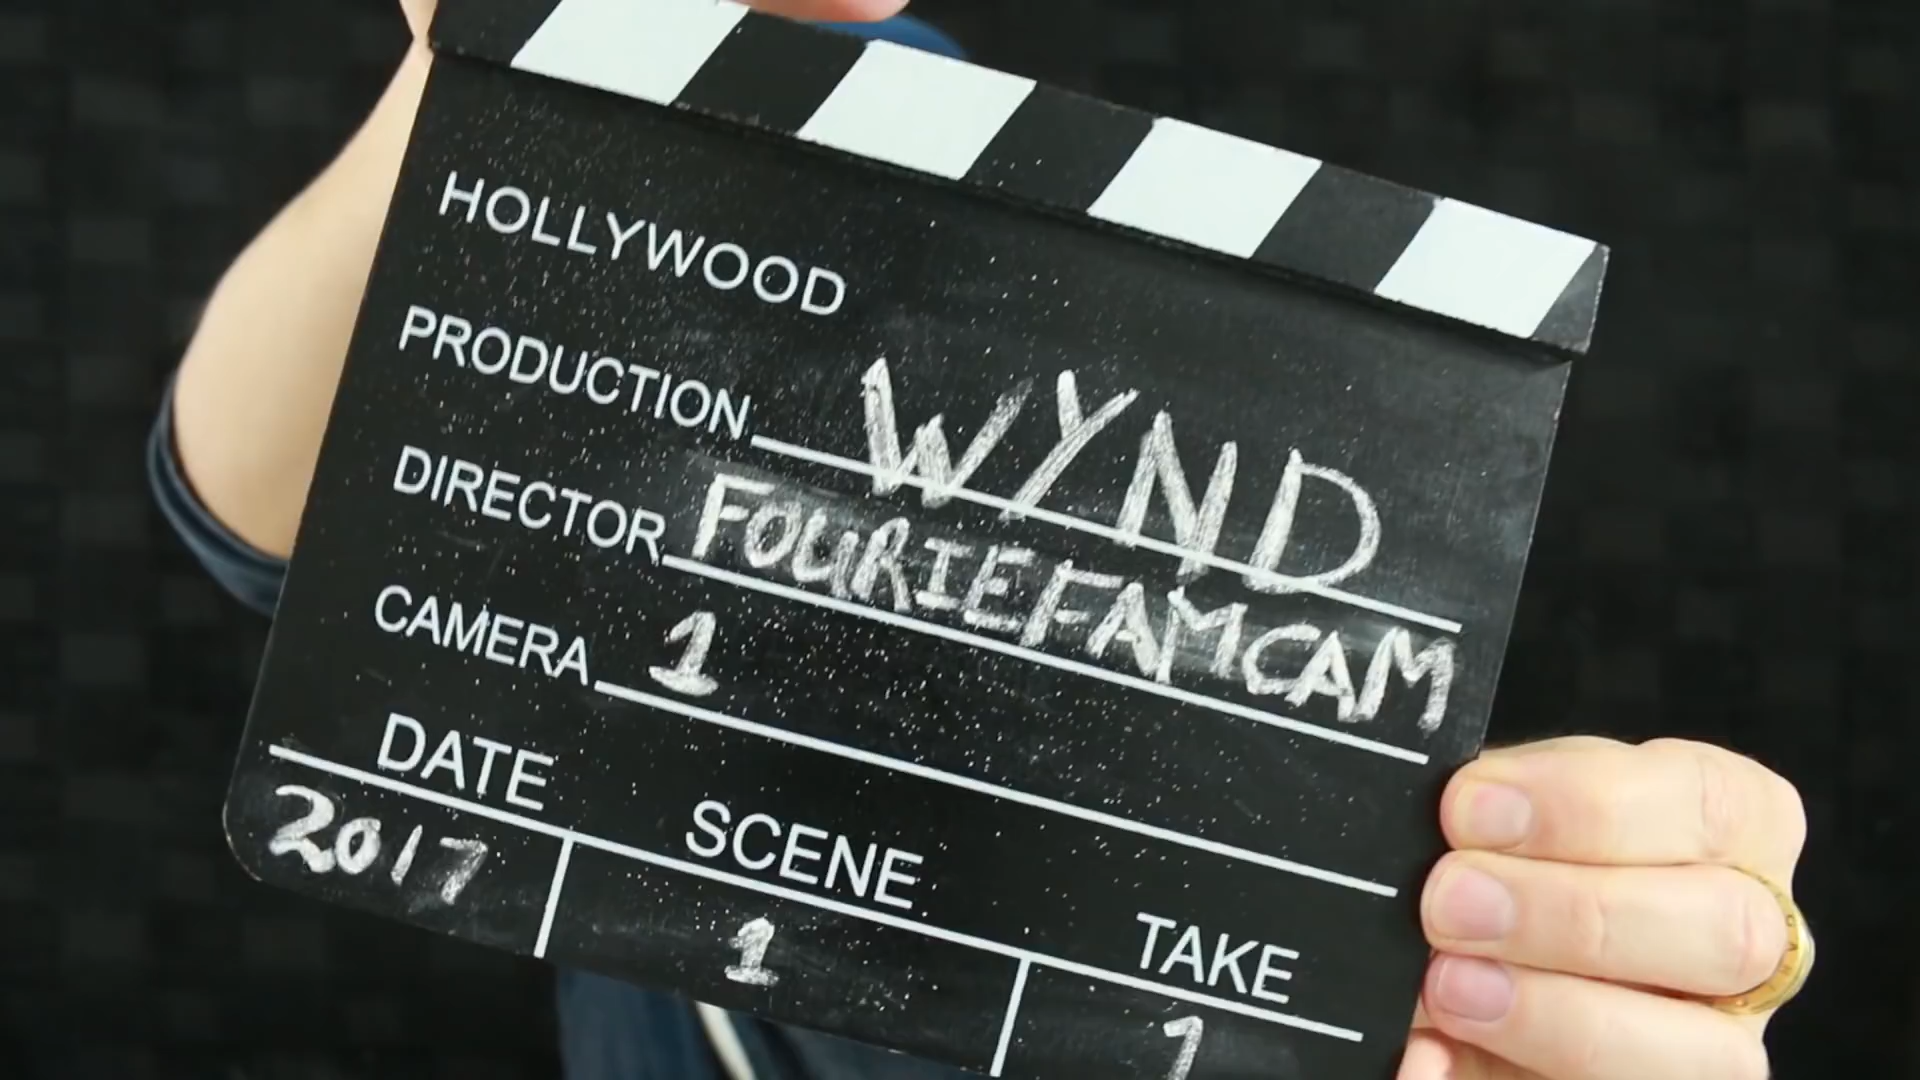 HOLLYWOOD
PRODUCTION WYND
DIRECTOR FOURIEFAMCAM
CAMERA 1
DATE SCENE TAKE
2017 1 1